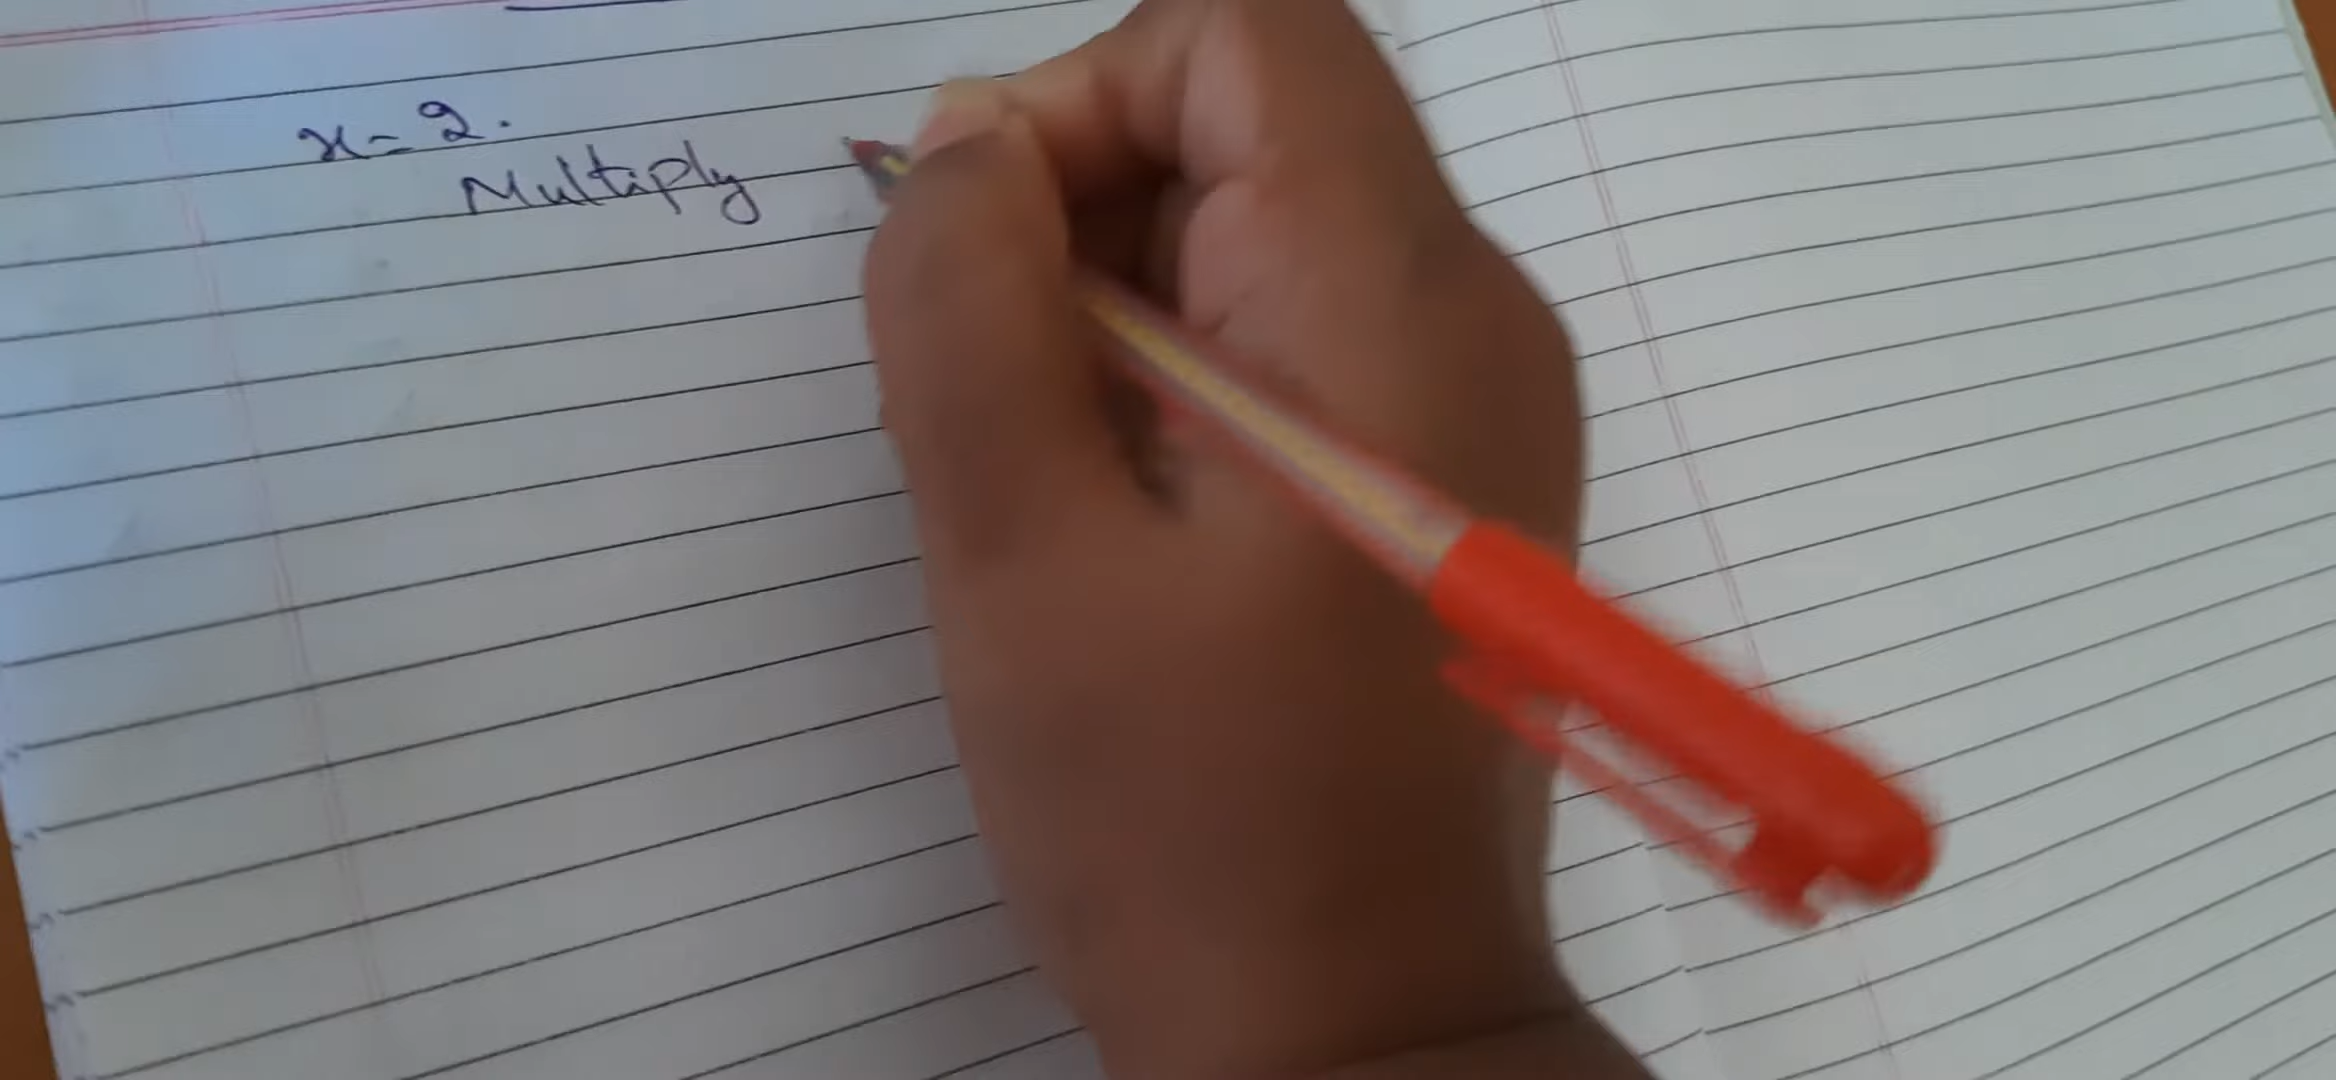 x = 2.
Multiply